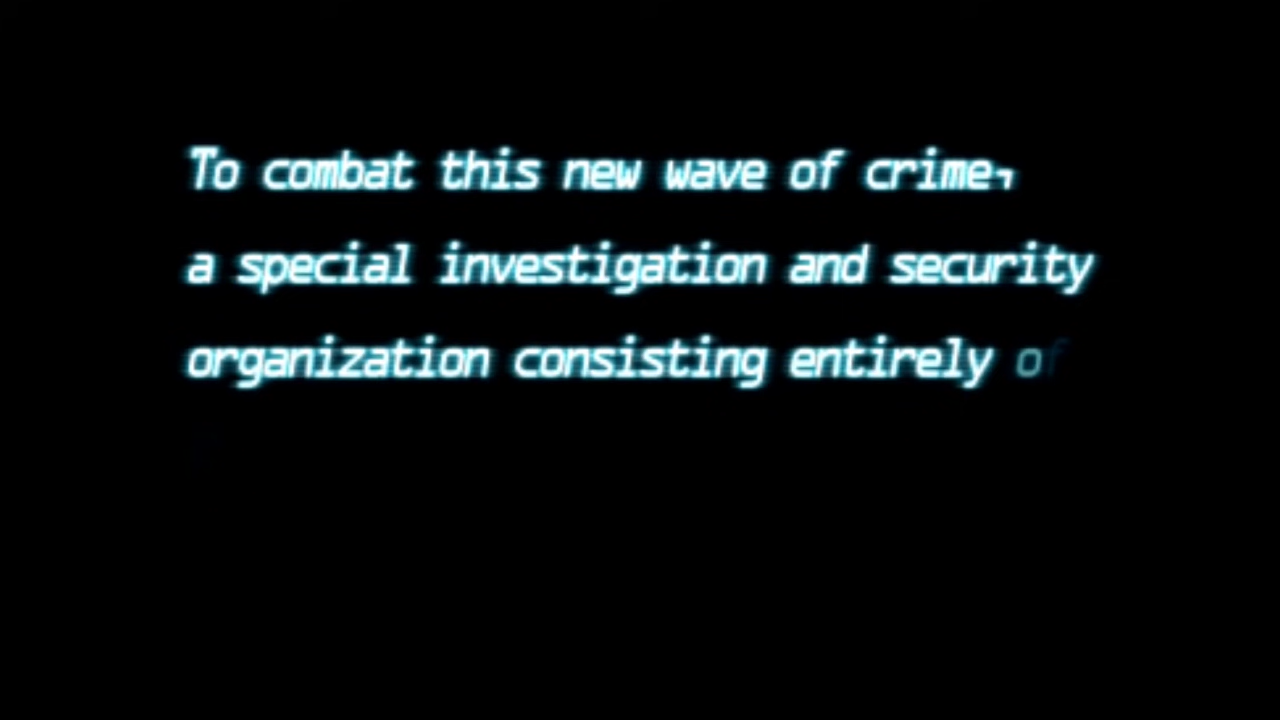 To combat this new wave of crime,
a special investigation and security
organization consisting entirely of